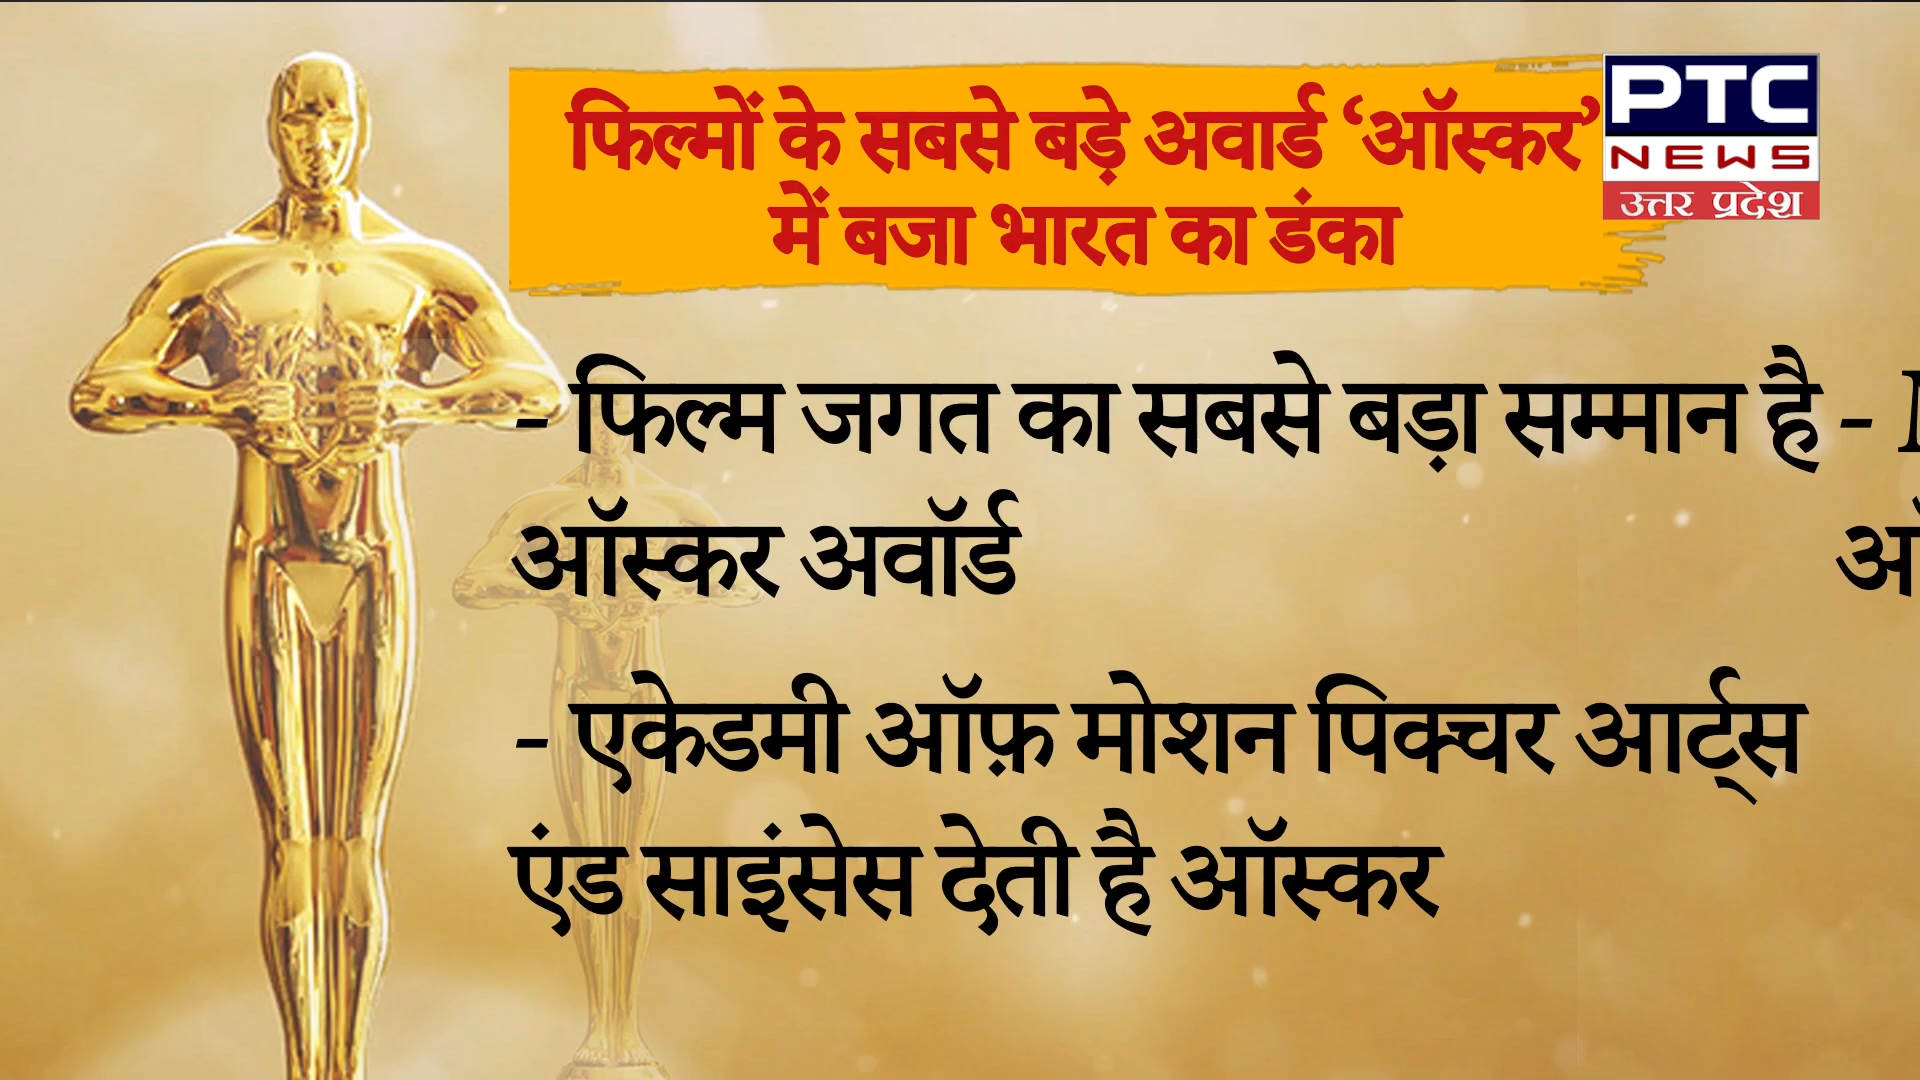 फिल्मों के सबसे बड़े अवार्ड ‘ऑस्कर’
में बजा भारत का डंका
PTC
NEWS
उत्तर प्रदेश
- फिल्म जगत का सबसे बड़ा सम्मान है
ऑस्कर अवॉर्ड
- एकेडमी ऑफ़ मोशन पिक्चर आर्ट्स
एंड साइंसेस देती है ऑस्कर